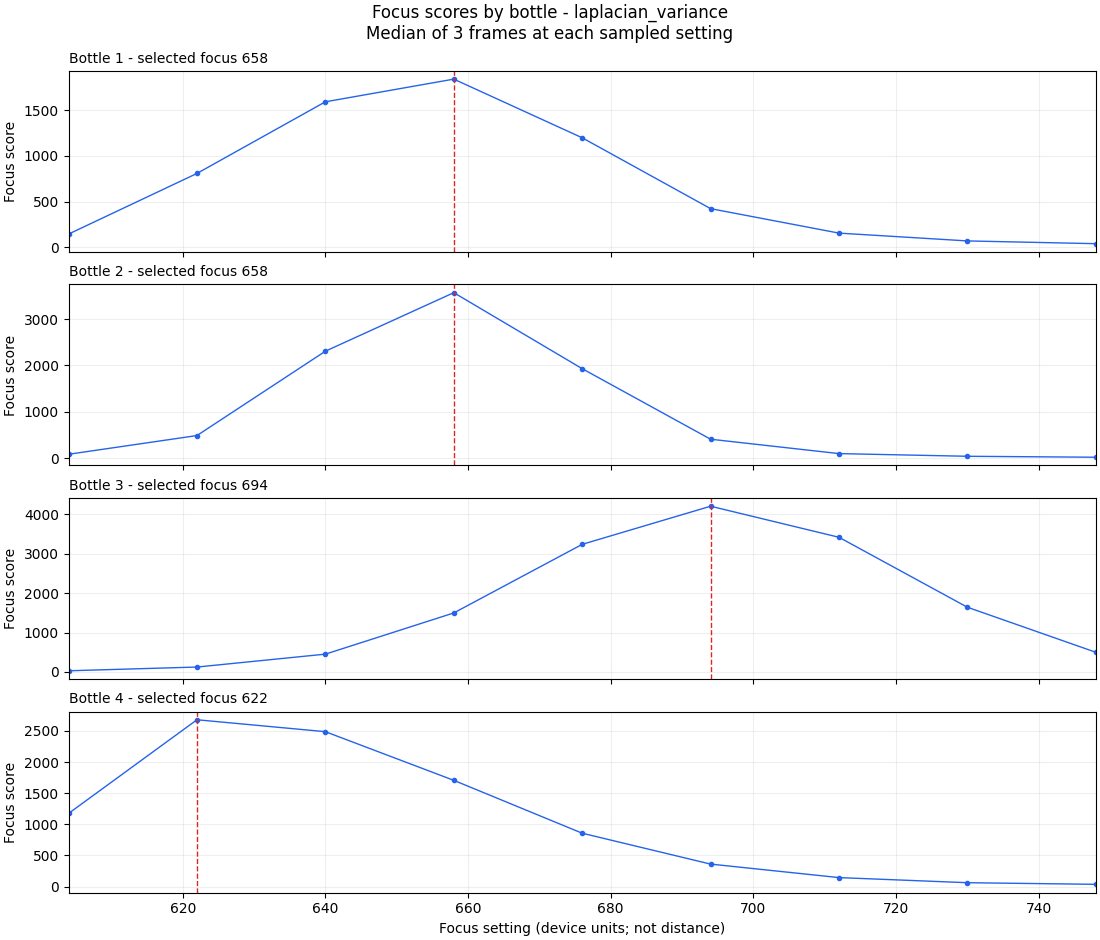 Focus scores by bottle - laplacian_variance
Median of 3 frames at each sampled setting
Bottle 1 - selected focus 658
Focus score
1500
1000
500
0
Bottle 2 - selected focus 658
Focus score
3000
2000
1000
0
Bottle 3 - selected focus 694
Focus score
4000
3000
2000
1000
0
Bottle 4 - selected focus 622
Focus score
2500
2000
1500
1000
500
0
620 640 660 680 700 720 740
Focus setting (device units; not distance)